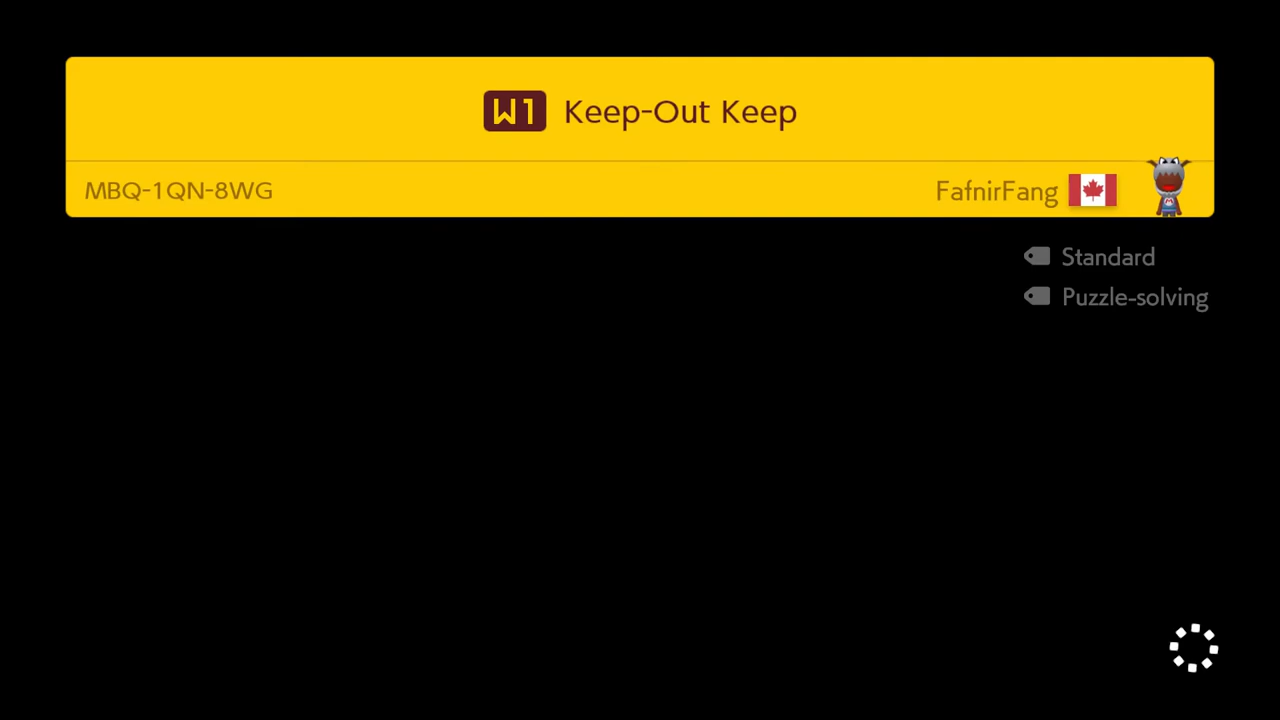 W1 Keep-Out Keep
MBQ-1QN-8WG FafnirFang
Standard
Puzzle-solving